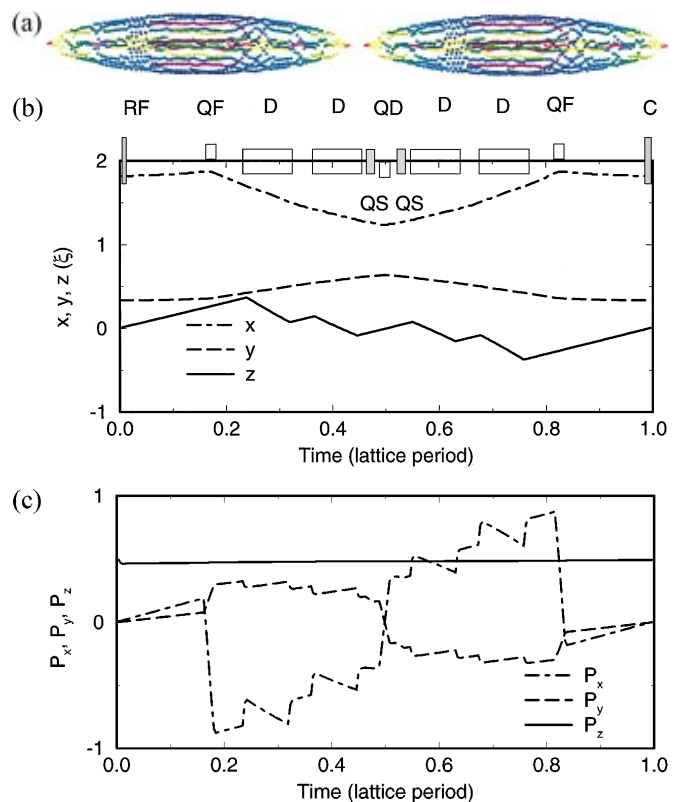 (a)
(b)
RF QF D D QD D D QF C
QS QS
2
1
0
-1
x, y, z (ξ)
x
y
z
0.0 0.2 0.4 0.6 0.8 1.0
Time (lattice period)
(c)
1
0
-1
Px, Py, Pz
Px
Py
Pz
0.0 0.2 0.4 0.6 0.8 1.0
Time (lattice period)